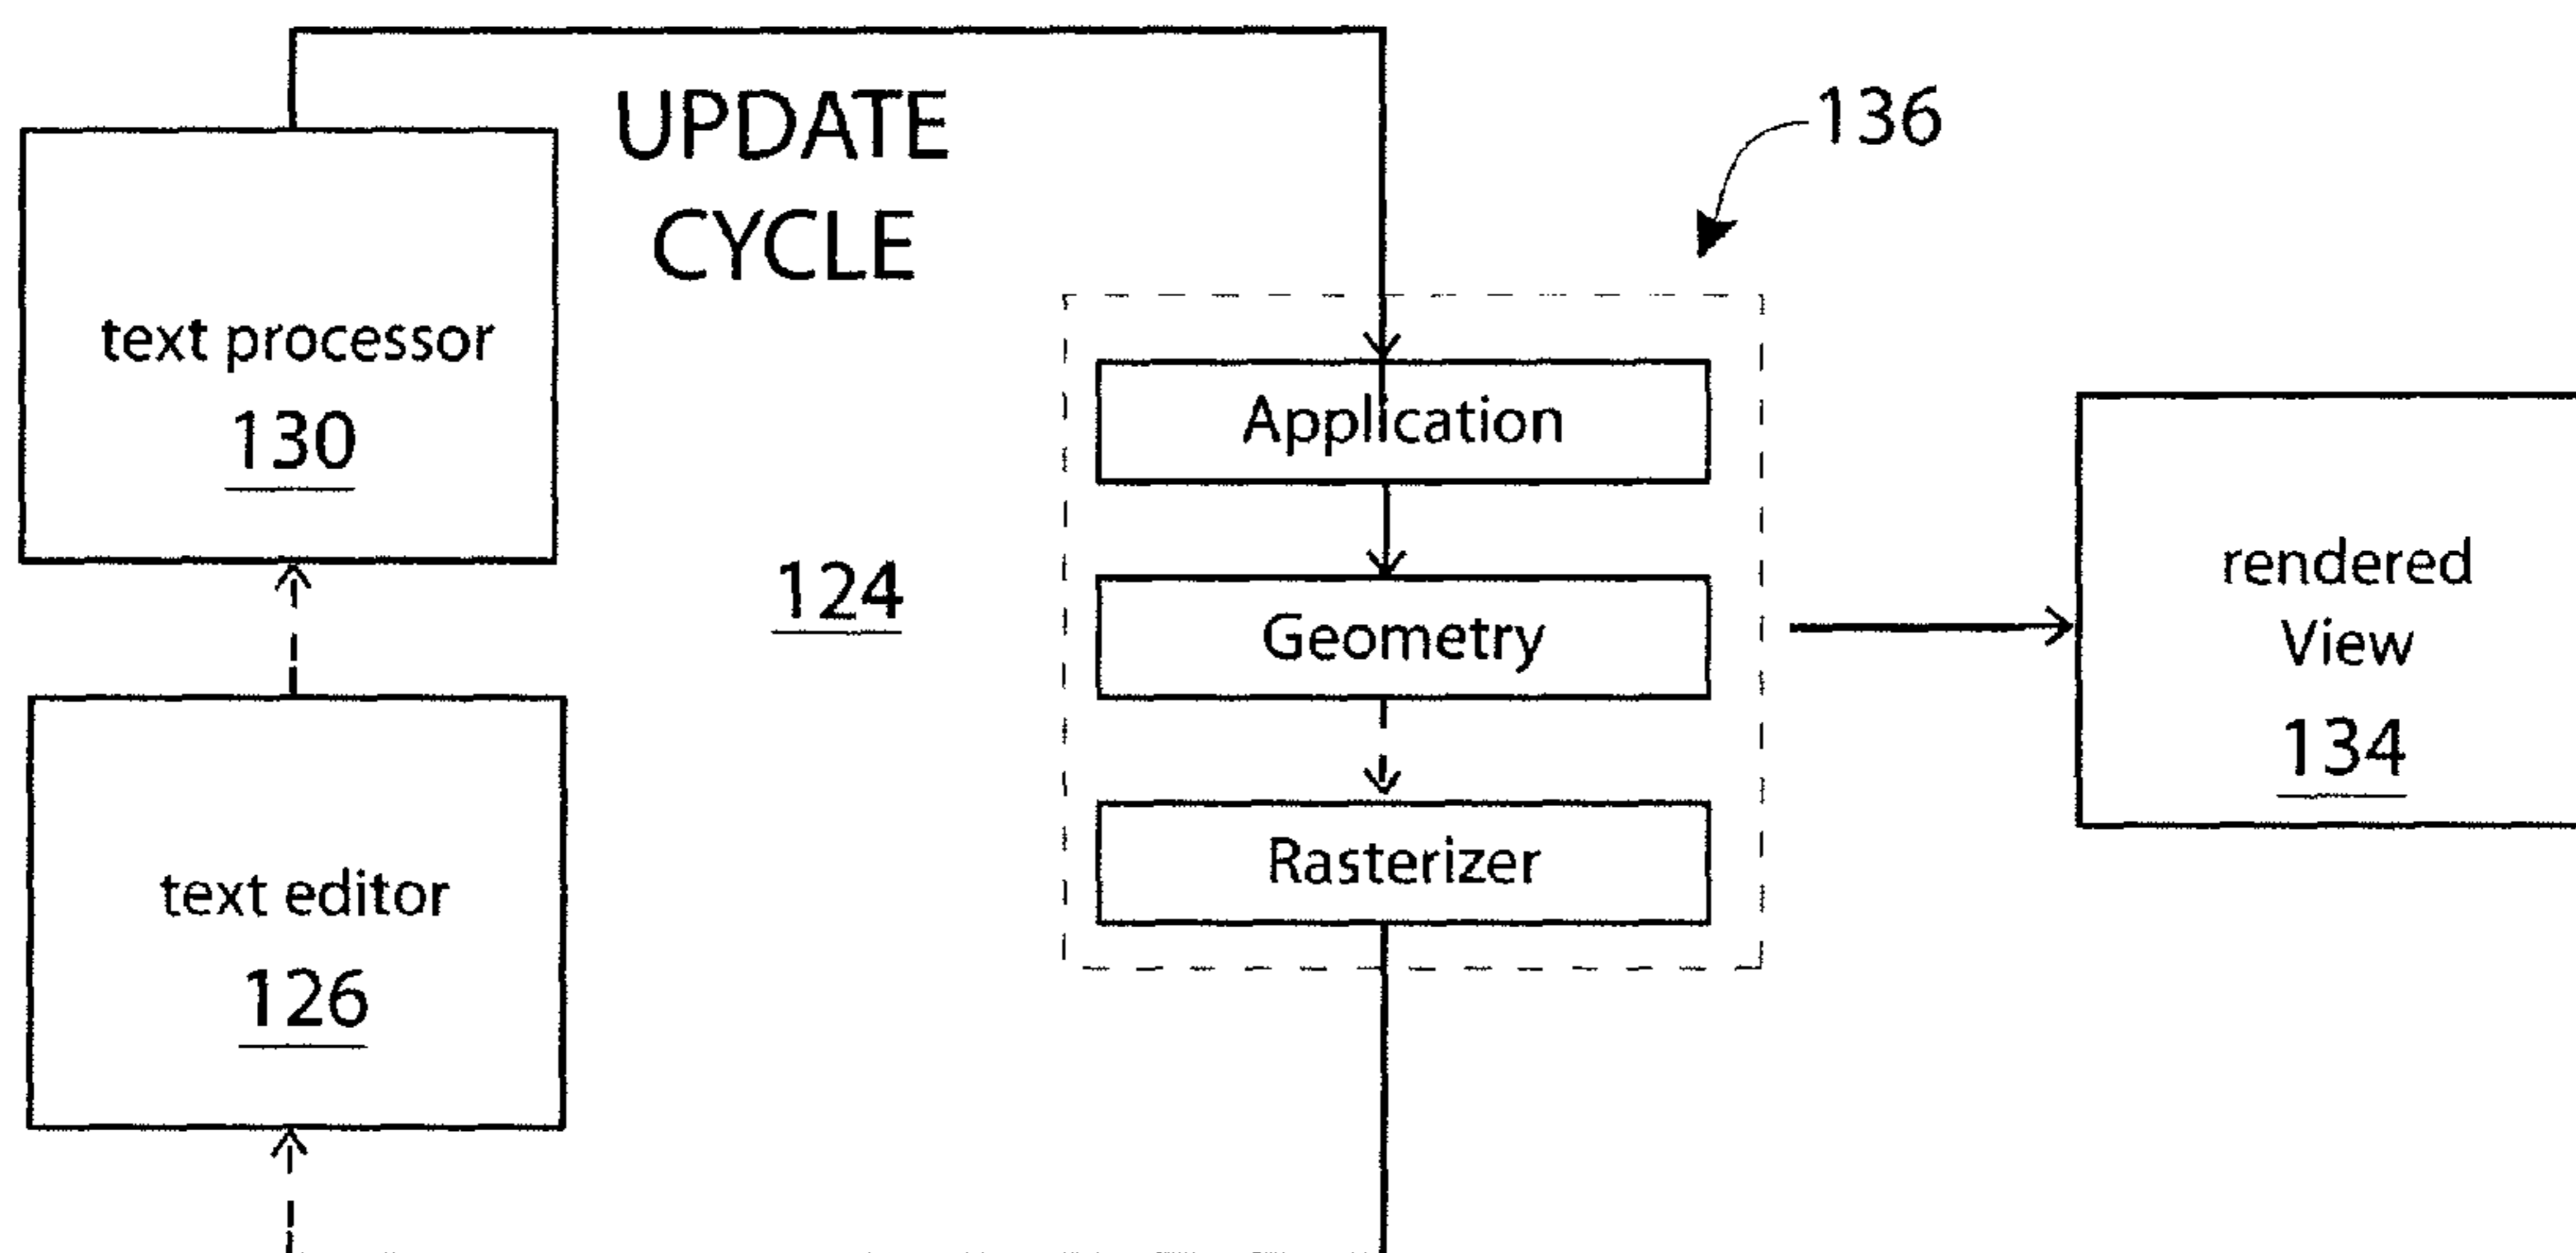 UPDATE
CYCLE
136
text processor
130
Application
124
Geometry
rendered
View
134
Rasterizer
text editor
126